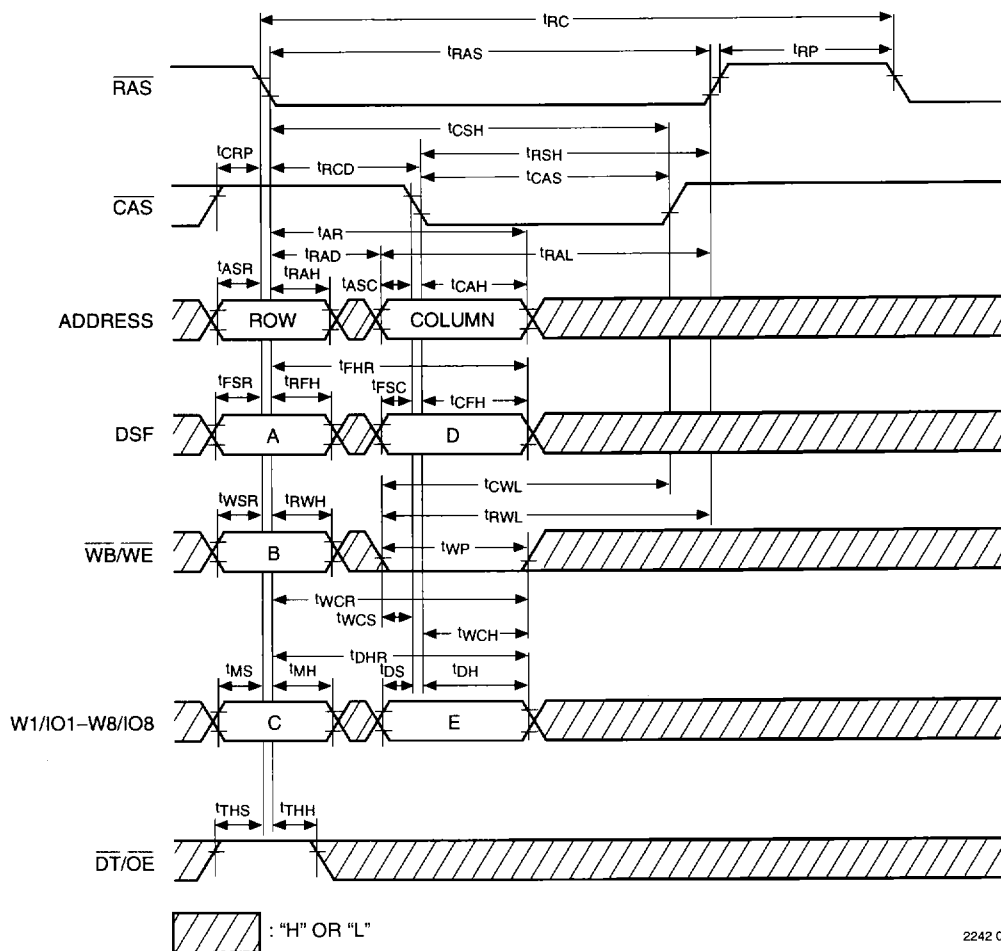 tRC
tRAS
tRP
RAS
tCSH
tRSH
tCRP
tRCD
tCAS
CAS
tAR
tRAD
tRAL
tASR
tRAH
tASC
tCAH
ADDRESS
ROW
COLUMN
tFHR
tFSR
tRFH
tFSC
tCFH
DSF
A
D
tCWL
tWSR
tRWH
tRWL
WB/WE
B
tWP
tWCR
tWCS
tWCH
tDHR
tMS
tMH
tDS
tDH
W1/IO1–W8/IO8
C
E
tTHS
tTHH
DT/OE
: "H" OR "L"